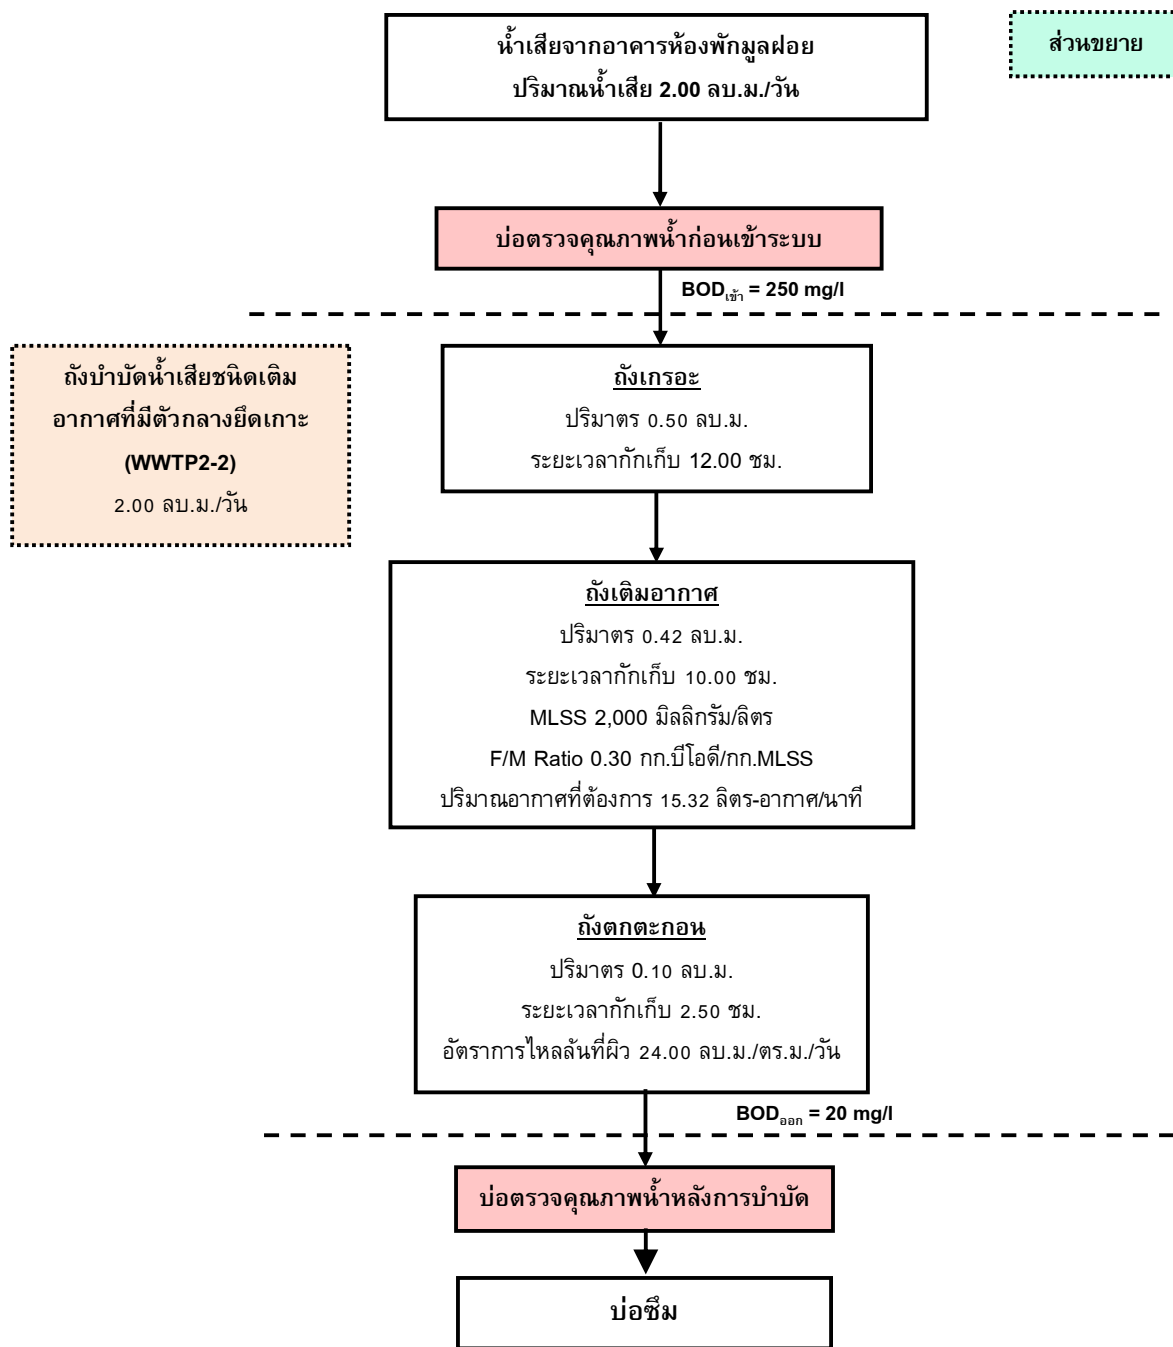 น้ำเสียจากอาคารห้องพักมูลฝอย
ปริมาณน้ำเสีย 2.00 ลบ.ม./วัน
ส่วนขยาย
บ่อตรวจคุณภาพน้ำก่อนเข้าระบบ
BODเข้า = 250 mg/l
ถังบำบัดน้ำเสียชนิดเติม
อากาศที่มีตัวกลางยึดเกาะ
(WWTP2-2)
2.00 ลบ.ม./วัน
ถังเกรอะ
ปริมาตร 0.50 ลบ.ม.
ระยะเวลากักเก็บ 12.00 ชม.
ถังเติมอากาศ
ปริมาตร 0.42 ลบ.ม.
ระยะเวลากักเก็บ 10.00 ชม.
MLSS 2,000 มิลลิกรัม/ลิตร
F/M Ratio 0.30 กก.บีโอดี/กก.MLSS
ปริมาณอากาศที่ต้องการ 15.32 ลิตร-อากาศ/นาที
ถังตกตะกอน
ปริมาตร 0.10 ลบ.ม.
ระยะเวลากักเก็บ 2.50 ชม.
อัตราการไหลล้นที่ผิว 24.00 ลบ.ม./ตร.ม./วัน
BODออก = 20 mg/l
บ่อตรวจคุณภาพน้ำหลังการบำบัด
บ่อซึม